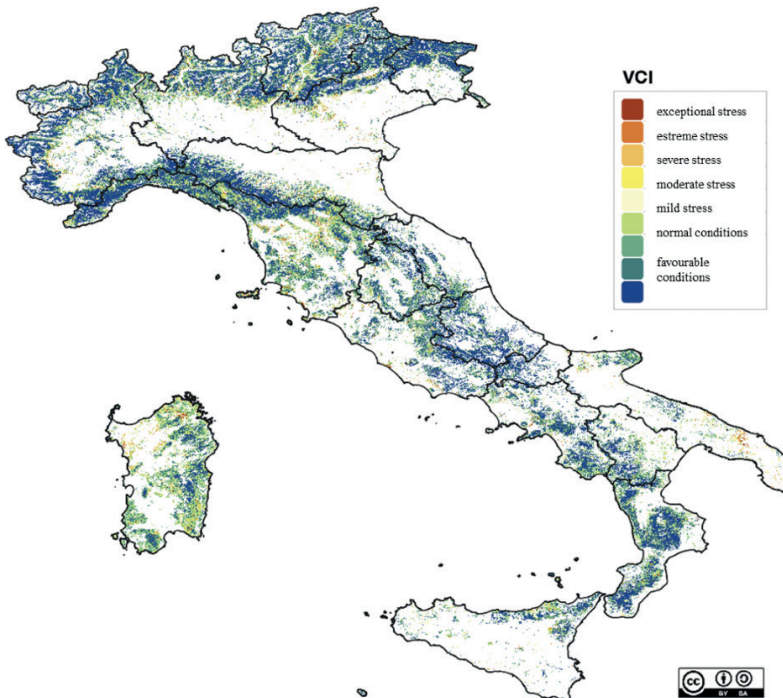 VCI
exceptional stress
estreme stress
severe stress
moderate stress
mild stress
normal conditions
favourable
conditions
cc
BY SA